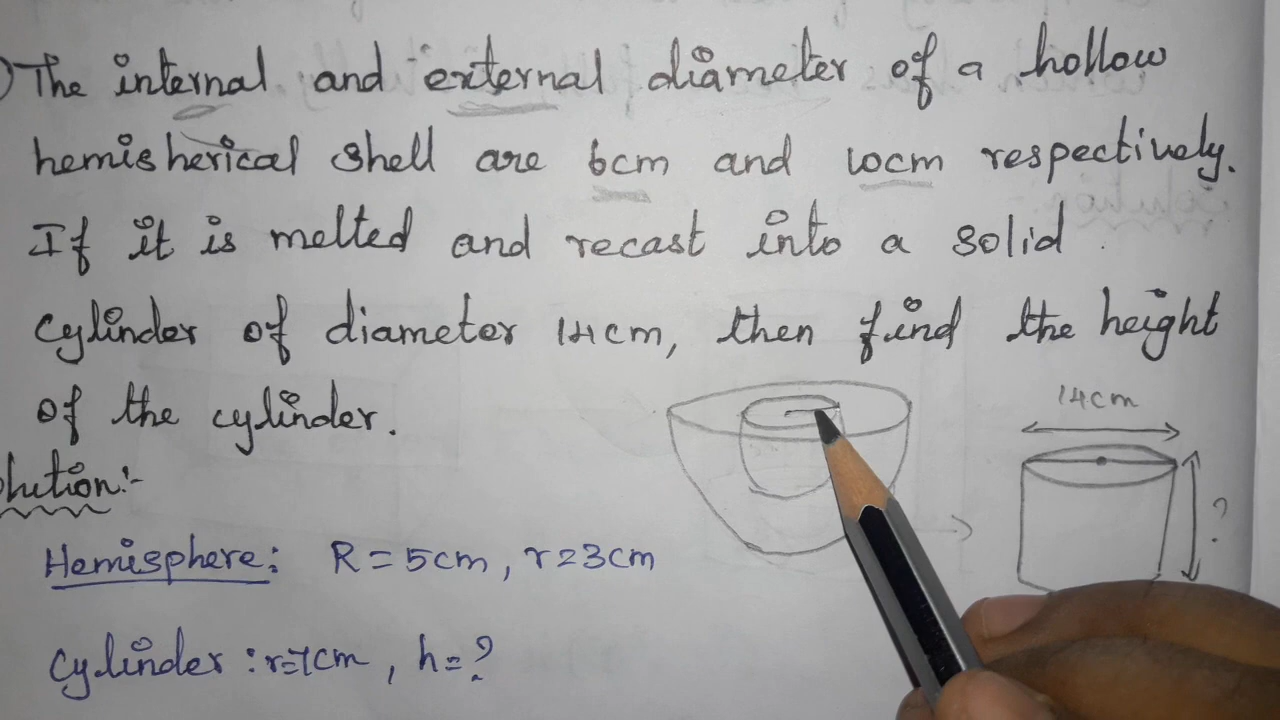 The internal and external diameter of a hollow
hemisherical shell are 6cm and 10cm respectively.
If it is melted and recast into a solid
cylinder of diameter 14cm, then find the height
of the cylinder.
14cm
lution:-
?
Hemisphere: R = 5cm, r=3cm
Cylinder : r=7cm, h=?